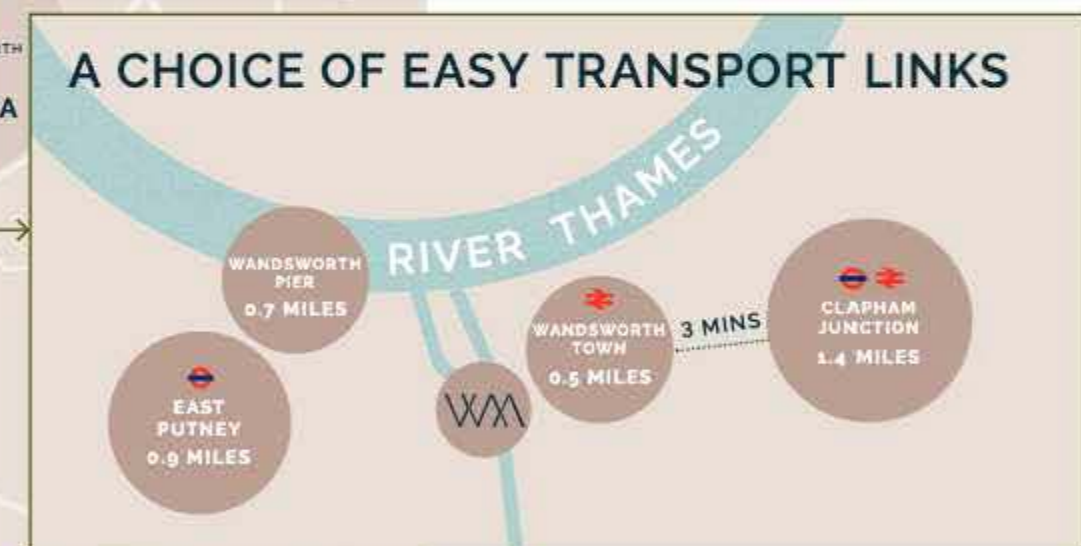 A CHOICE OF EASY TRANSPORT LINKS
A
RIVER THAMES
WANDSWORTH
PIER
0.7 MILES
EAST
PUTNEY
0.9 MILES
WM
WANDSWORTH
TOWN
0.5 MILES
3 MINS
CLAPHAM
JUNCTION
1.4 MILES